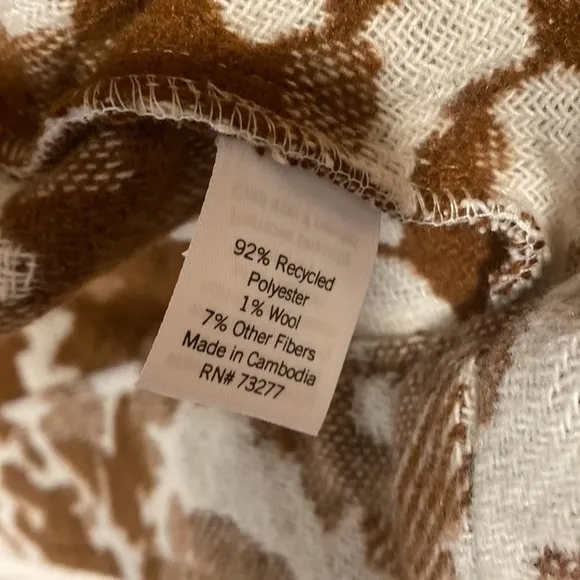 92% Recycled
Polyester
1% Wool
7% Other Fibers
Made in Cambodia
RN# 73277